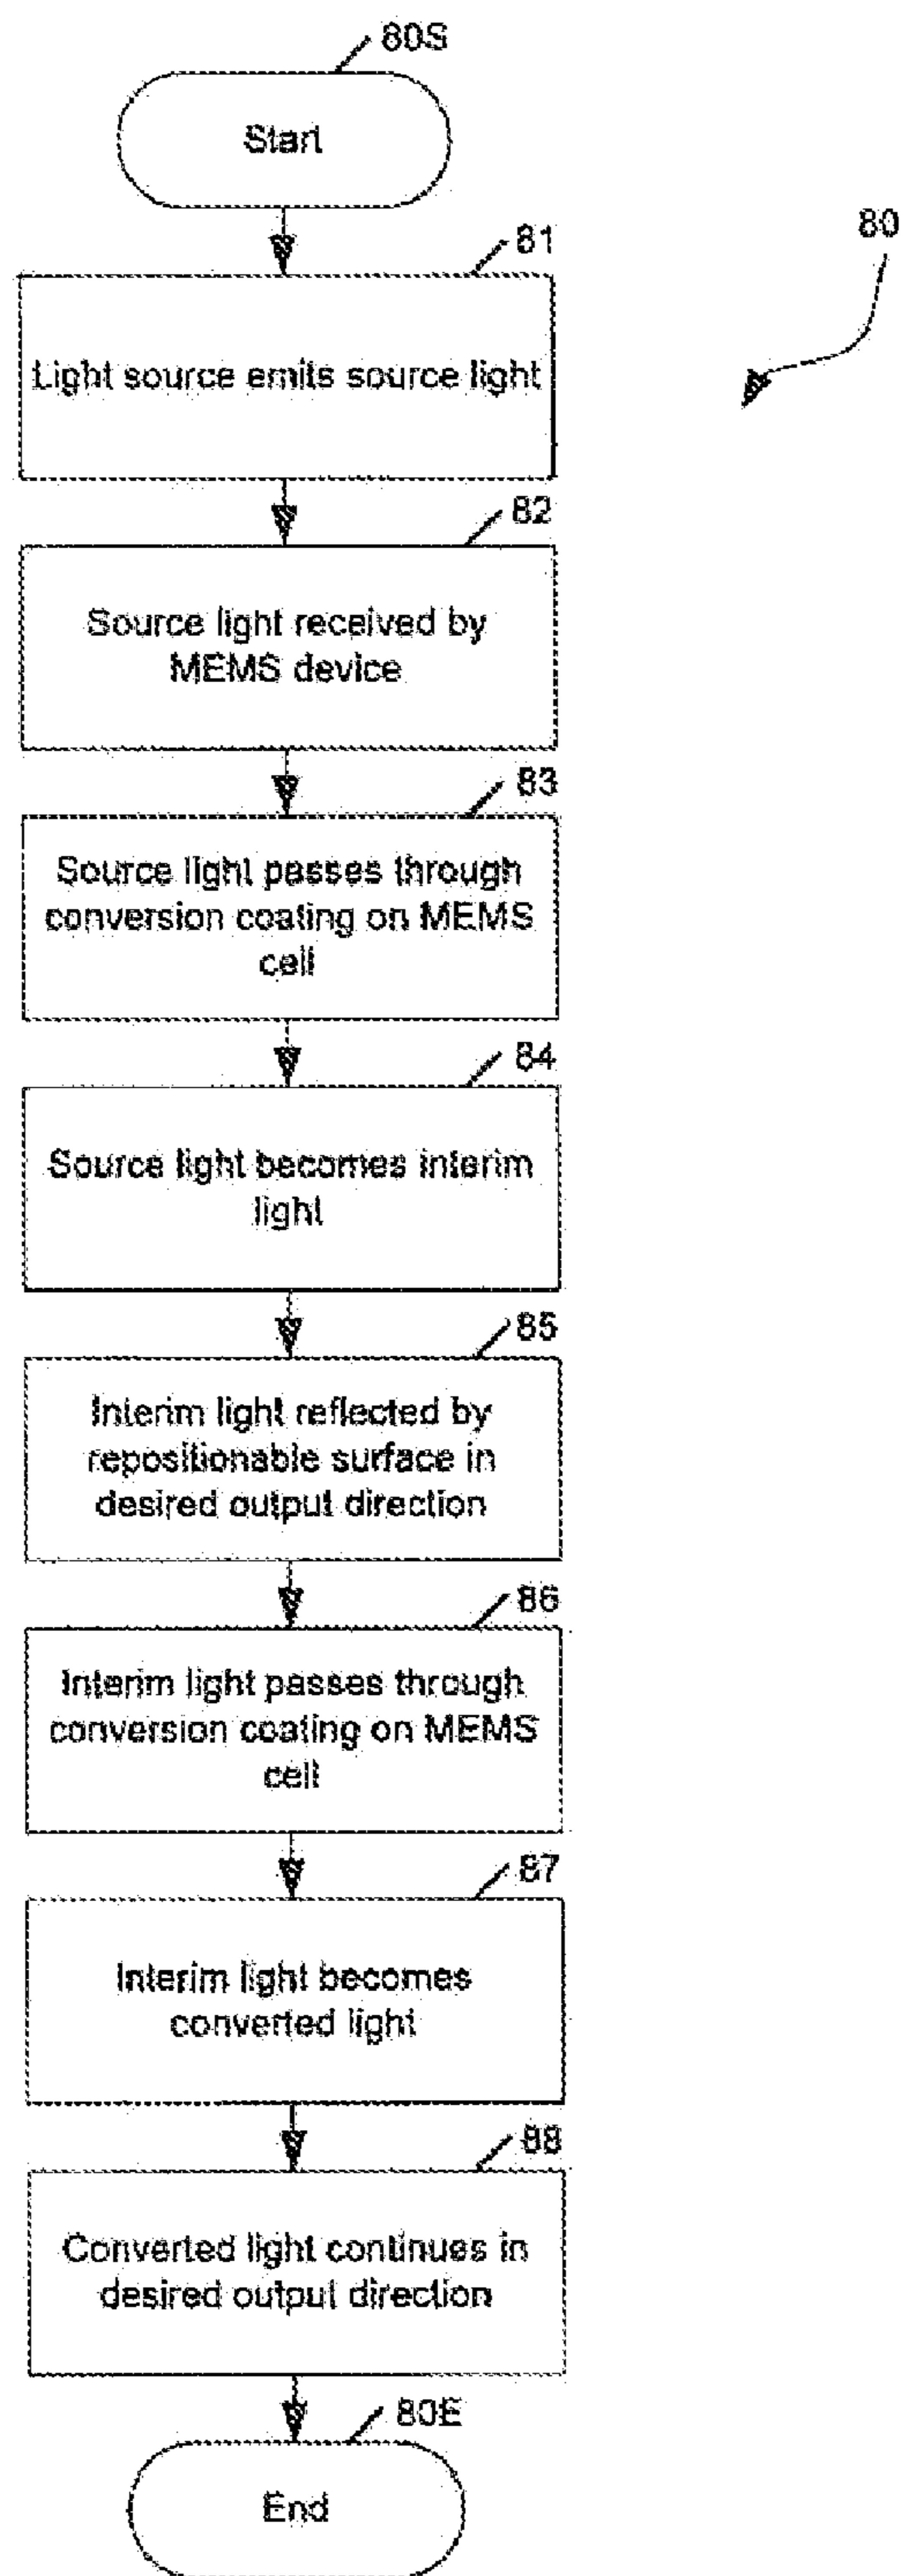 80S
Start
80
81
Light source emits source light
82
Source light received by
MEMS device
83
Source light passes through
conversion coating on MEMS
cell
84
Source light becomes interim
light
85
Interim light reflected by
repositionable surface in
desired output direction
86
Interim light passes through
conversion coating on MEMS
cell
87
Interim light becomes
converted light
88
Converted light continues in
desired output direction
80E
End